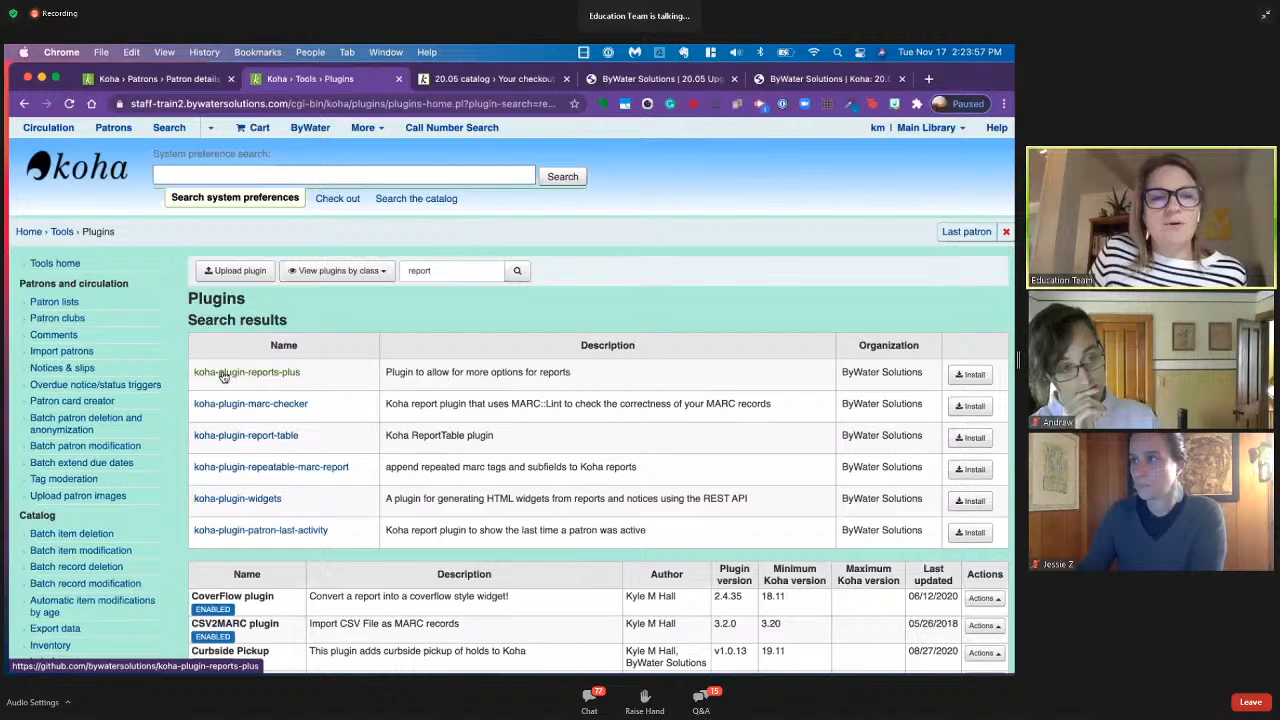 Recording
Education Team is talking...
Chrome File Edit View History Bookmarks People Tab Window Help Tue Nov 17 2:23:57 PM
Koha › Patrons › Patron details
Koha › Tools › Plugins
20.05 catalog › Your checkout
ByWater Solutions | 20.05 Upg
ByWater Solutions | Koha: 20.0
staff-train2.bywatersolutions.com/cgi-bin/koha/plugins/plugins-home.pl?plugin-search=re...
Paused
Circulation Patrons Search Cart ByWater More Call Number Search km | Main Library Help
koha
System preference search:
Search
Search system preferences Check out Search the catalog
Home › Tools › Plugins Last patron
Tools home
Patrons and circulation
Patron lists
Patron clubs
Comments
Import patrons
Notices & slips
Overdue notice/status triggers
Patron card creator
Batch patron deletion and
anonymization
Batch patron modification
Batch extend due dates
Tag moderation
Upload patron images
Catalog
Batch item deletion
Batch item modification
Batch record deletion
Batch record modification
Automatic item modifications
by age
Export data
Inventory
Upload plugin View plugins by class report
Plugins
Search results
Name Description Organization
koha-plugin-reports-plus Plugin to allow for more options for reports ByWater Solutions Install
koha-plugin-marc-checker Koha report plugin that uses MARC::Lint to check the correctness of your MARC records ByWater Solutions Install
koha-plugin-report-table Koha ReportTable plugin ByWater Solutions Install
koha-plugin-repeatable-marc-report append repeated marc tags and subfields to Koha reports ByWater Solutions Install
koha-plugin-widgets A plugin for generating HTML widgets from reports and notices using the REST API ByWater Solutions Install
koha-plugin-patron-last-activity Koha report plugin to show the last time a patron was active ByWater Solutions Install
Name Description Author Plugin version Minimum Koha version Maximum Koha version Last updated Actions
CoverFlow plugin Convert a report into a coverflow style widget! Kyle M Hall 2.4.35 18.11 06/12/2020 Actions
ENABLED
CSV2MARC plugin Import CSV File as MARC records Kyle M Hall 3.2.0 3.20 05/26/2018 Actions
ENABLED
Curbside Pickup This plugin adds curbside pickup of holds to Koha Kyle M Hall, v1.0.13 19.11 08/27/2020 Actions
ByWater Solutions
https://github.com/bywatersolutions/koha-plugin-reports-plus
Education Team
Andrew
Jessie Z
Audio Settings
72
Chat
Raise Hand
15
Q&A
Leave